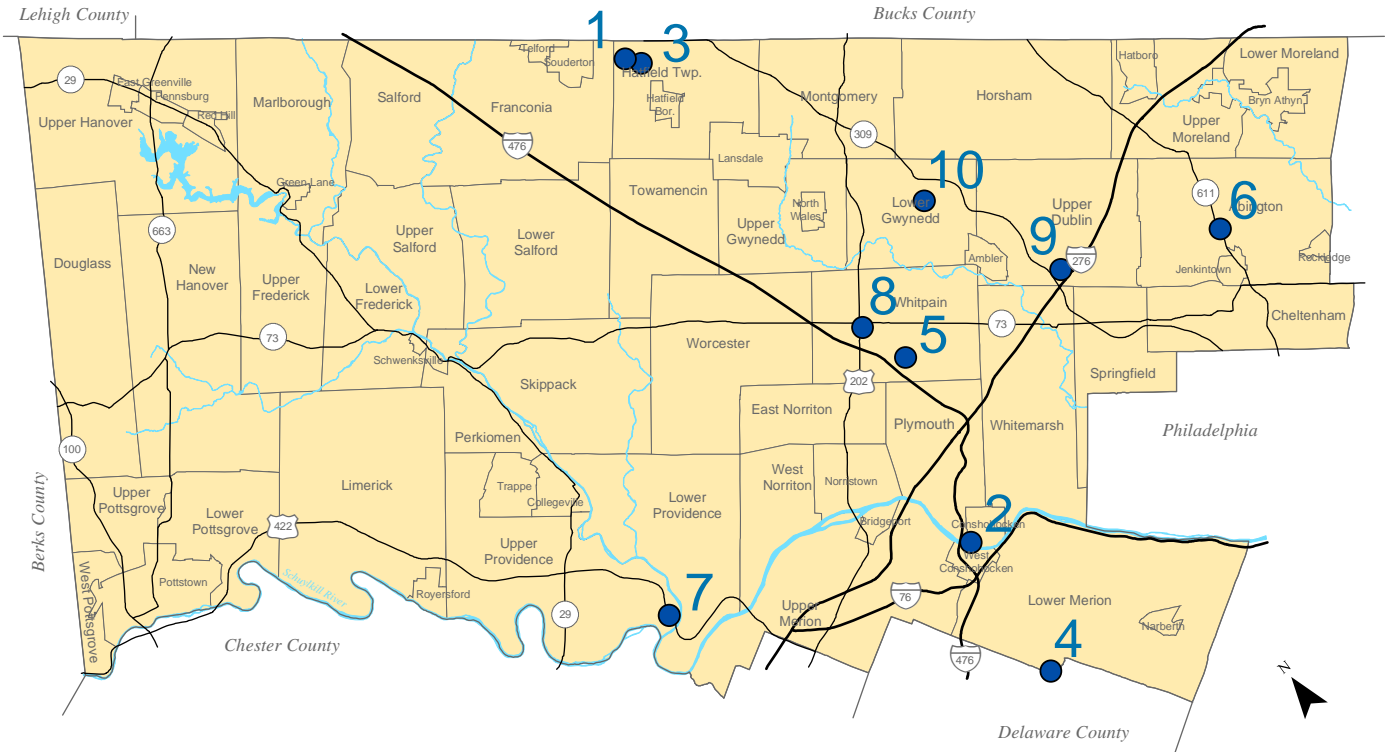 Lehigh County
Bucks County
1
3
Telford
Souderton
Hatfield Twp.
Hatfield
Bor.
Hatboro
Lower Moreland
29
East Greenville
Pennsburg
Red Hill
Upper Hanover
Marlborough
Salford
Franconia
Montgomery
Horsham
Bryn Athyn
Upper
Moreland
476
309
Lansdale
Green Lane
Towamencin
10
611
6
Abington
North
Wales
Lower
Gwynedd
Upper
Dublin
Upper
Gwynedd
9
276
663
Douglass
New
Hanover
Upper
Salford
Lower
Salford
Ambler
Jenkintown
Rockledge
Upper
Frederick
Lower
Frederick
8
Whitpain
5
73
73
Cheltenham
Worcester
Schwenksville
Skippack
202
Springfield
East Norriton
Plymouth
Whitemarsh
Philadelphia
100
Perkiomen
West
Norriton
Norristown
Trappe
Collegeville
Limerick
Lower
Providence
Upper
Pottsgrove
Lower
Pottsgrove
422
Bridgeport
2
Conshohocken
West
Conshohocken
Berks County
Upper
Providence
West Pottsgrove
Pottstown
Schuylkill River
Royersford
29
7
76
Upper
Merion
Lower Merion
Narberth
Chester County
476
4
N
Delaware County